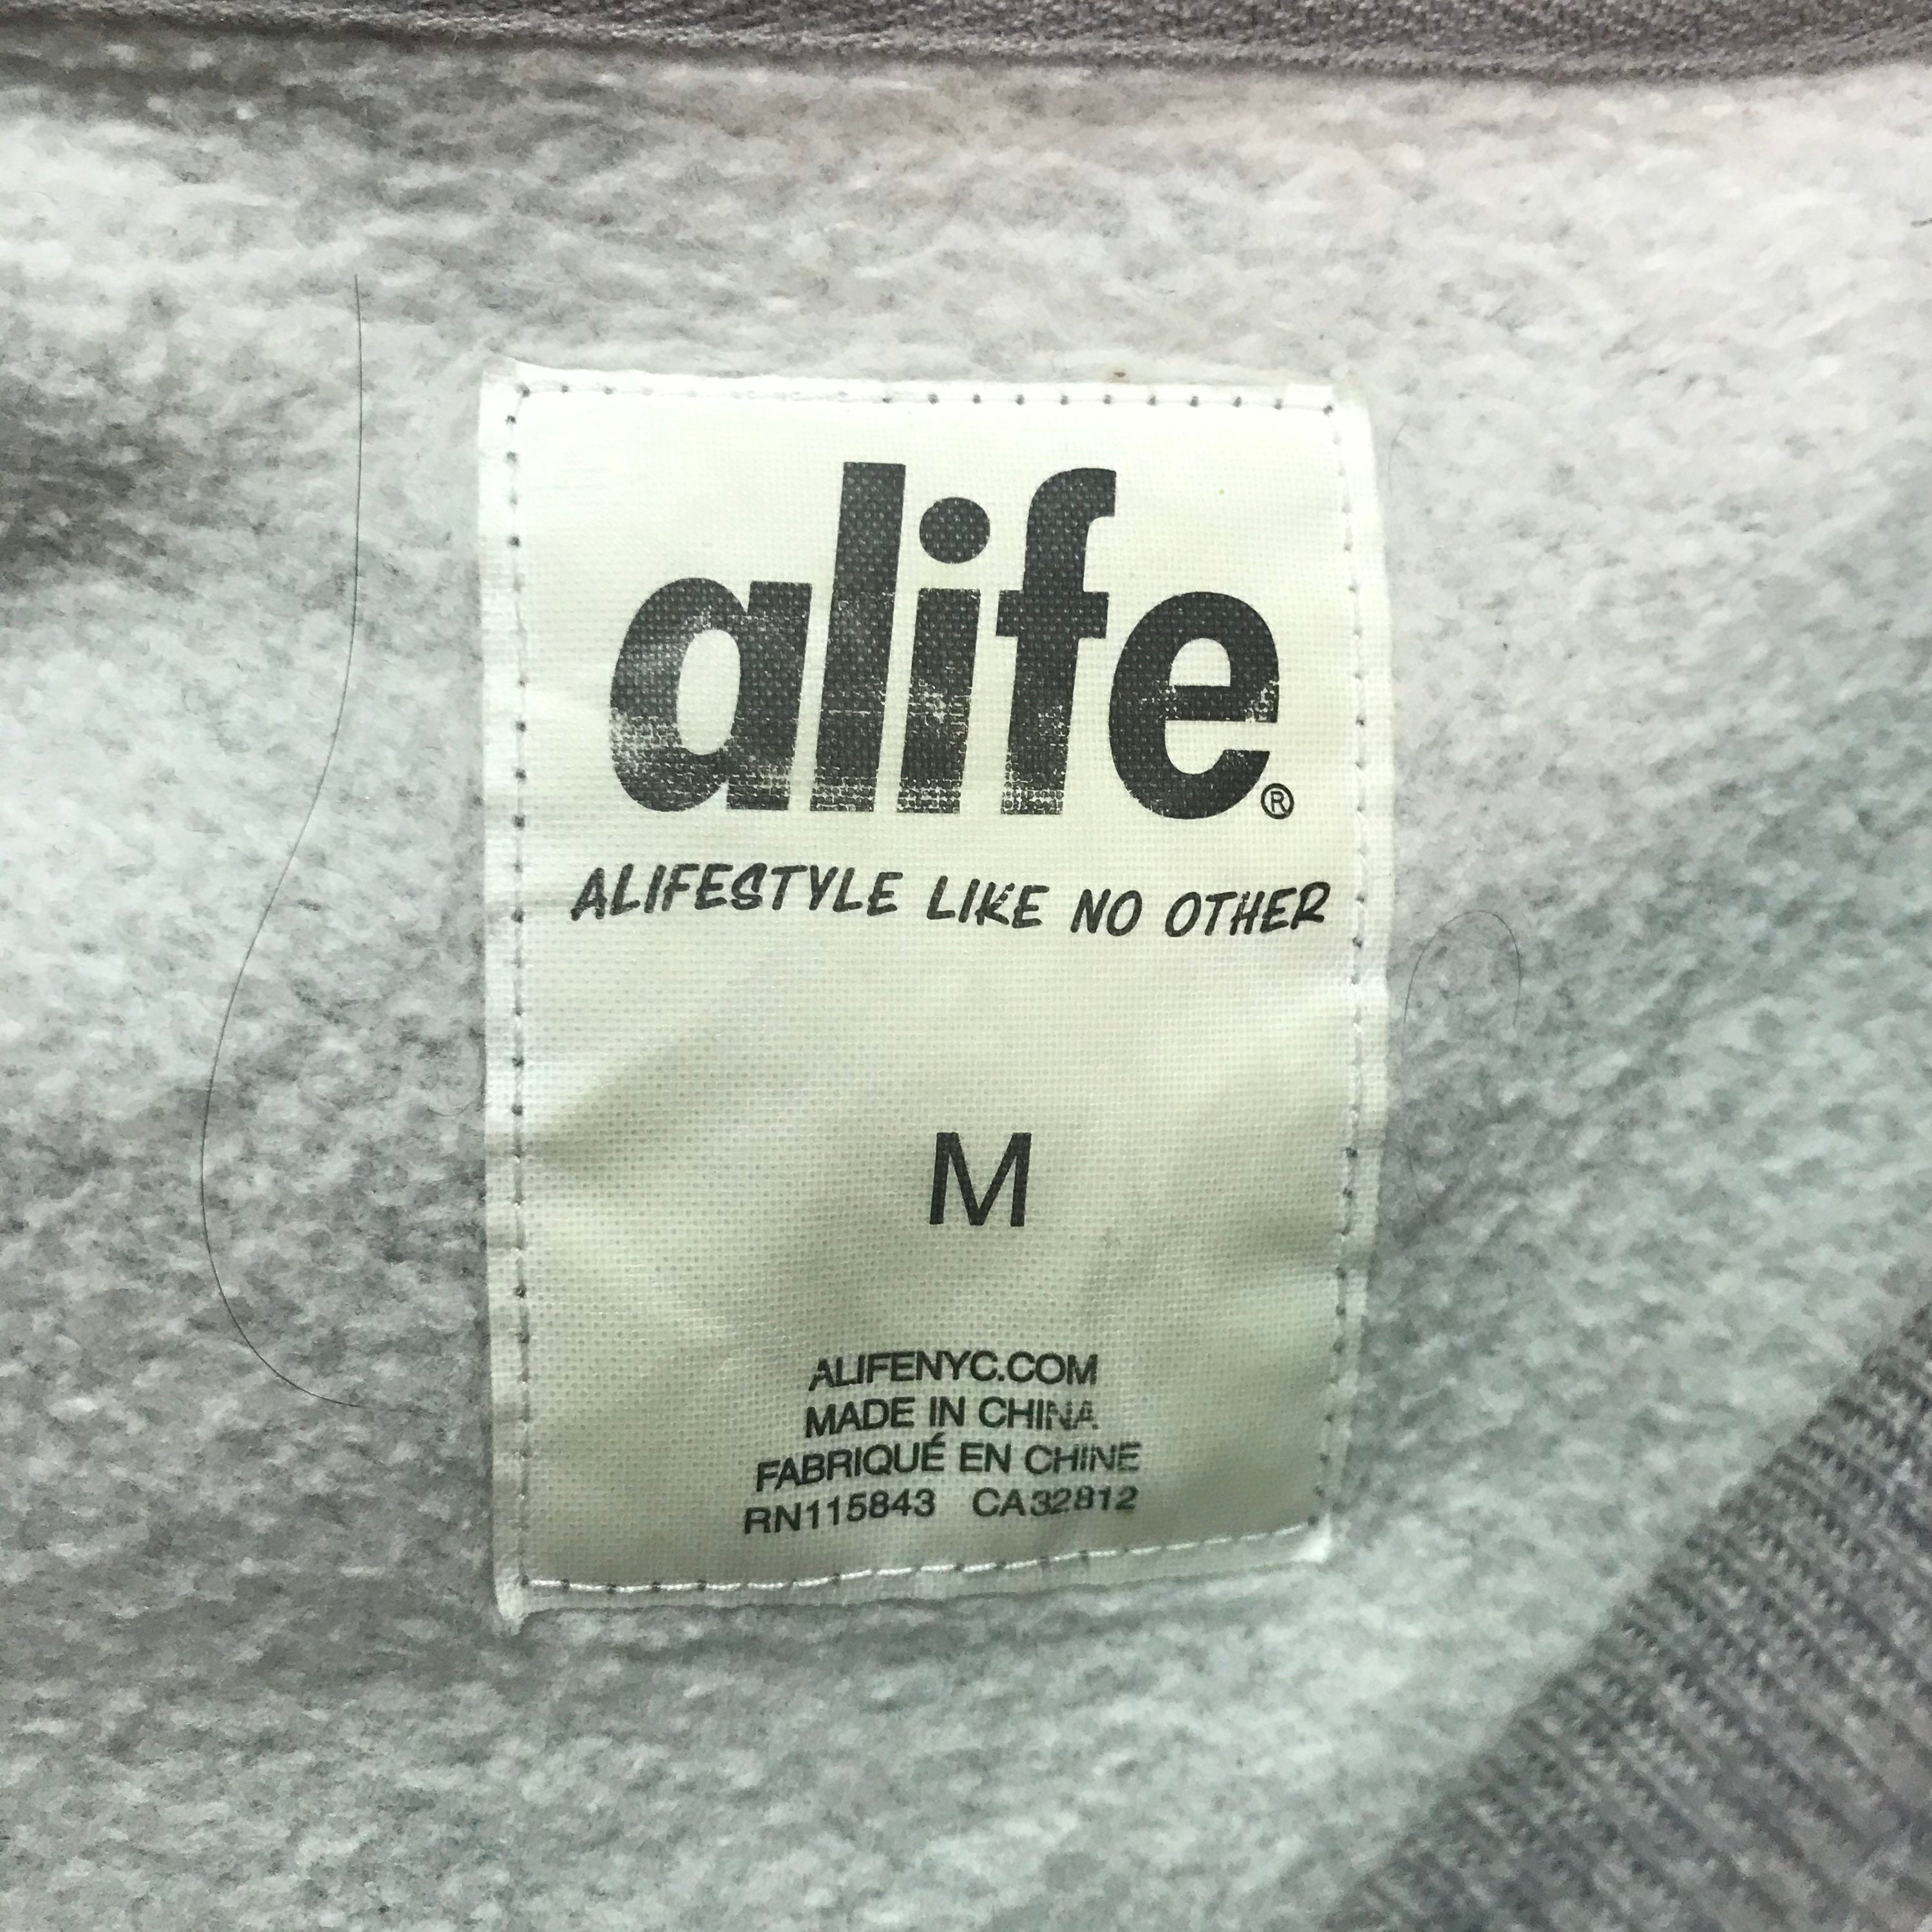 alife®
ALIFESTYLE LIKE NO OTHER
M
ALIFENYC.COM
MADE IN CHINA
FABRIQUÉ EN CHINE
RN115843 CA32812